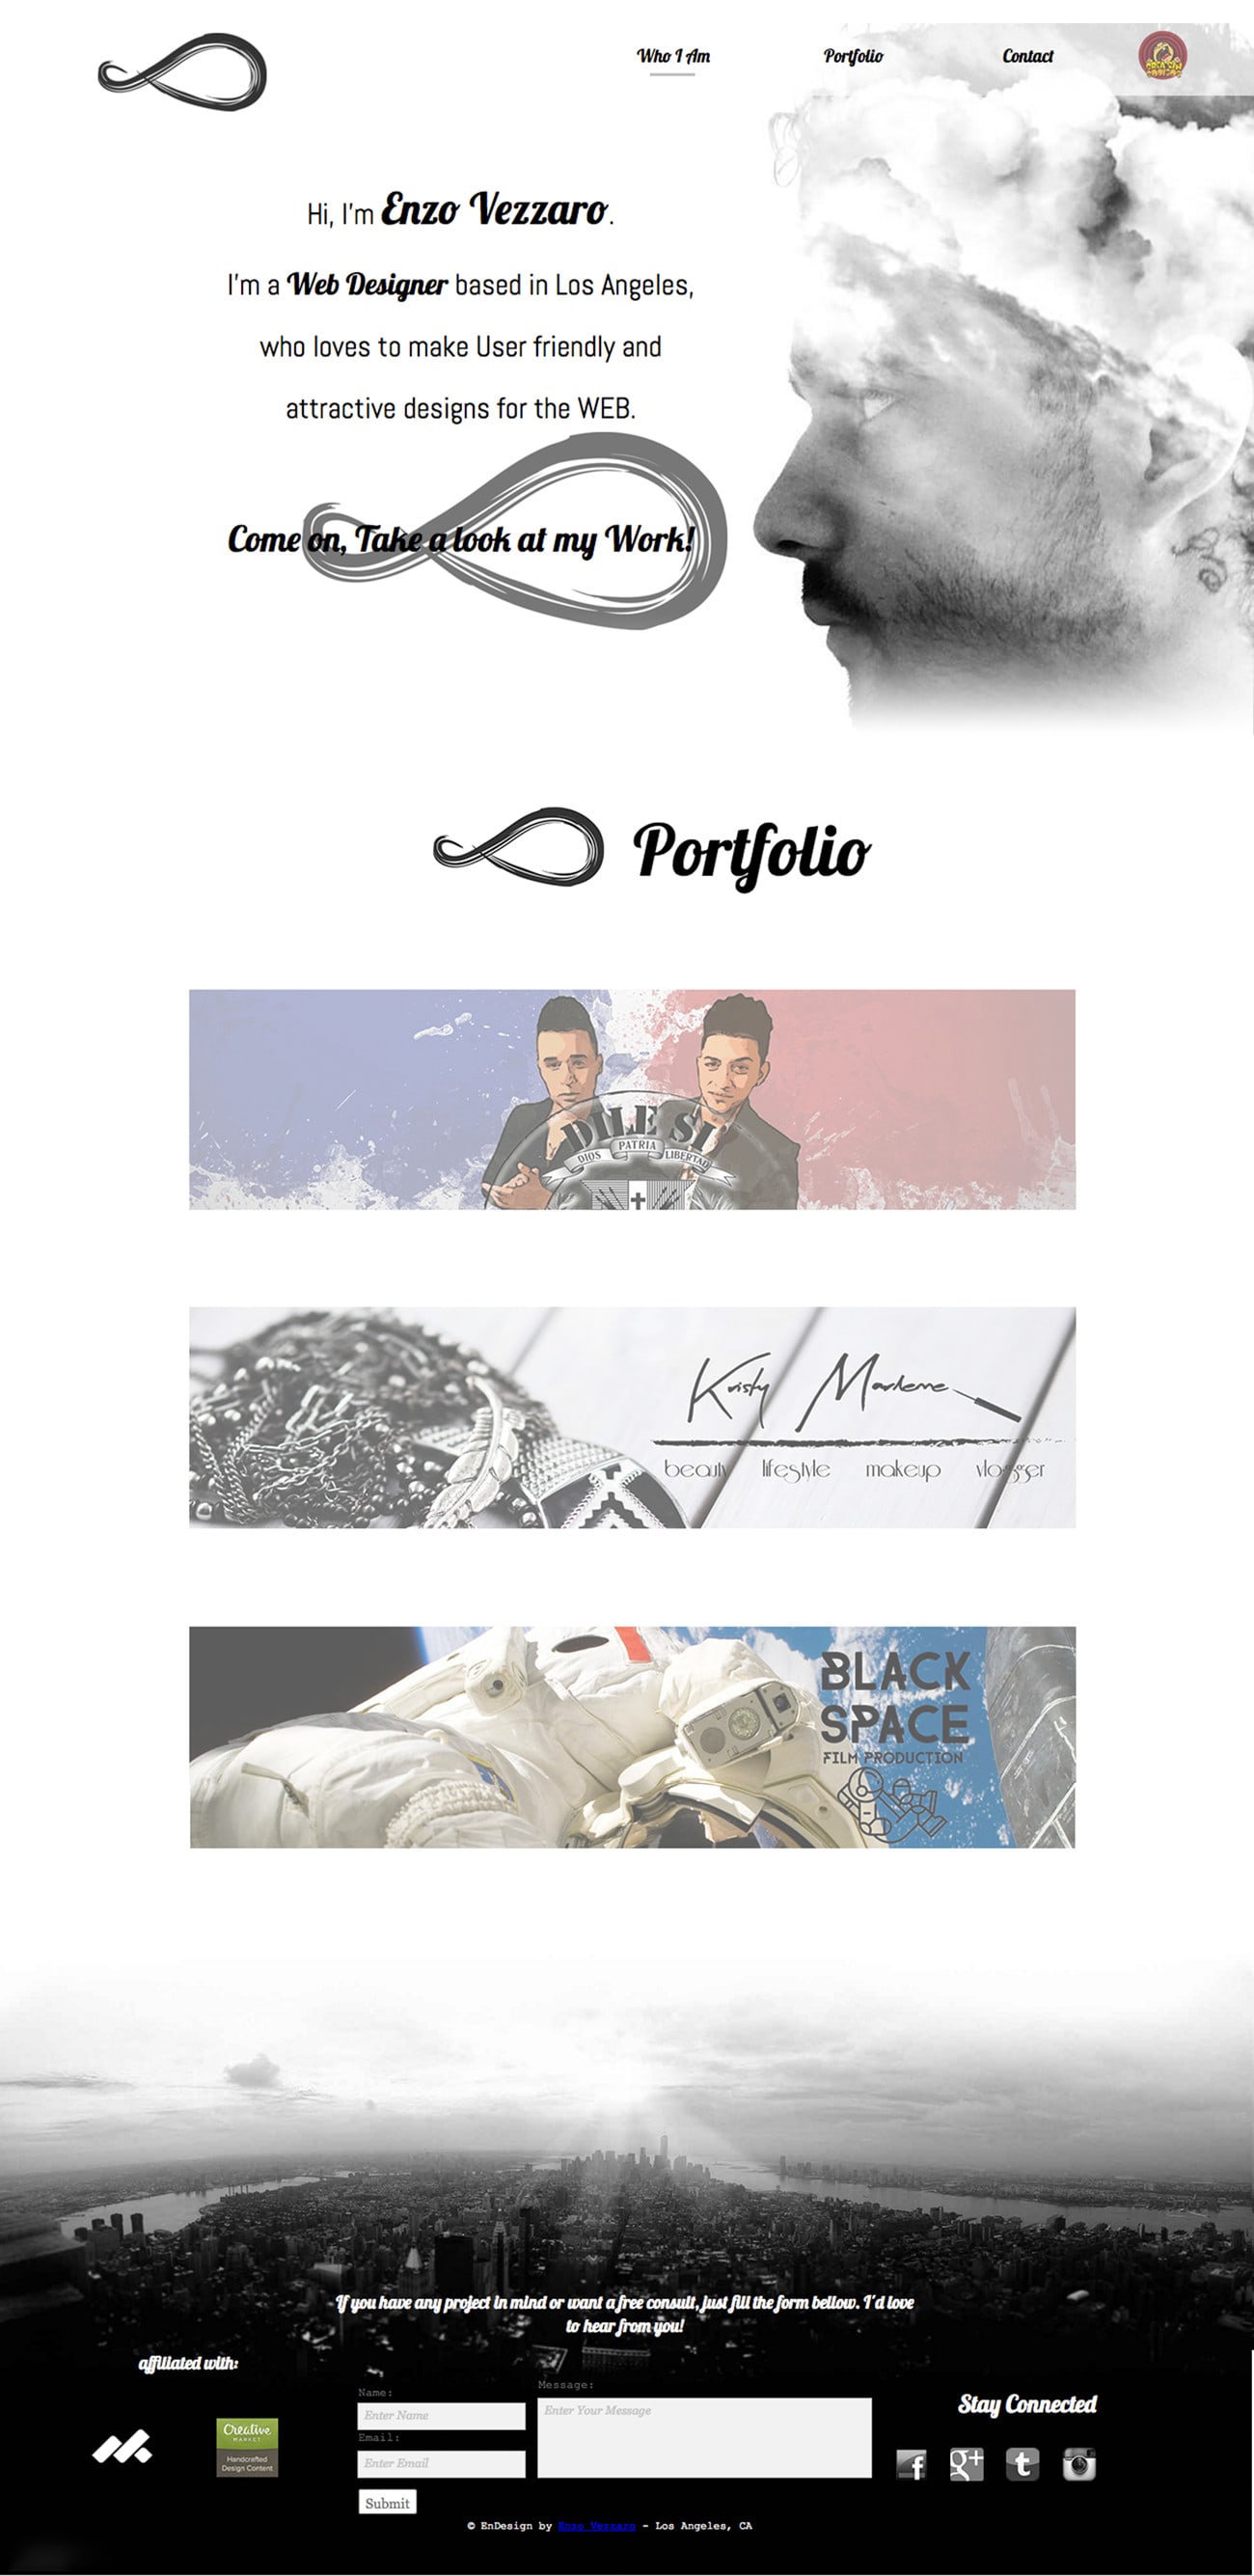 Who I Am
Portfolio
Contact
Hi, I'm Enzo Vezzaro.
I'm a Web Designer based in Los Angeles,
who loves to make User friendly and
attractive designs for the WEB.
Come on, Take a look at my Work!
Portfolio
DILE SI
DIOS PATRIA LIBERTAD
Kristy Marlene
beauty lifestyle makeup vlogger
BLACK
SPACE
FILM PRODUCTION
If you have any project in mind or want a free consult, just fill the form bellow. I'd love
to hear from you!
affiliated with:
Creative
MARKET
Handcrafted
Design Content
Name:
Enter Name
Email:
Enter Email
Submit
Message:
Enter Your Message
Stay Connected
f
g+
t
© EnDesign by Enzo Vezzaro - Los Angeles, CA